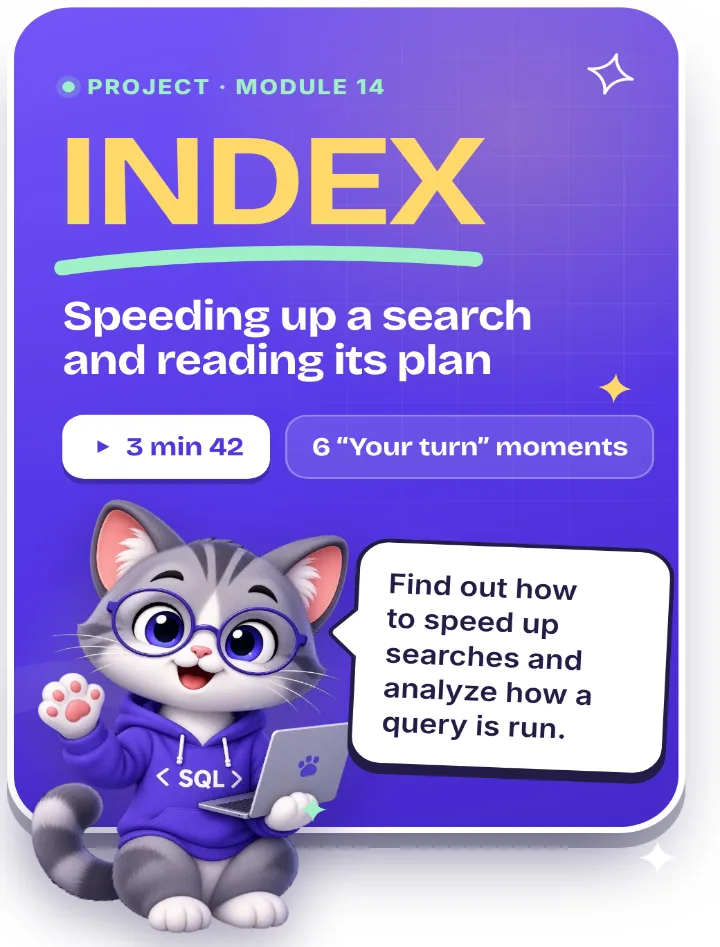 PROJECT · MODULE 14
INDEX
Speeding up a search
and reading its plan
3 min 42
6 “Your turn” moments
Find out how
to speed up
searches and
analyze how a
query is run.
< SQL >